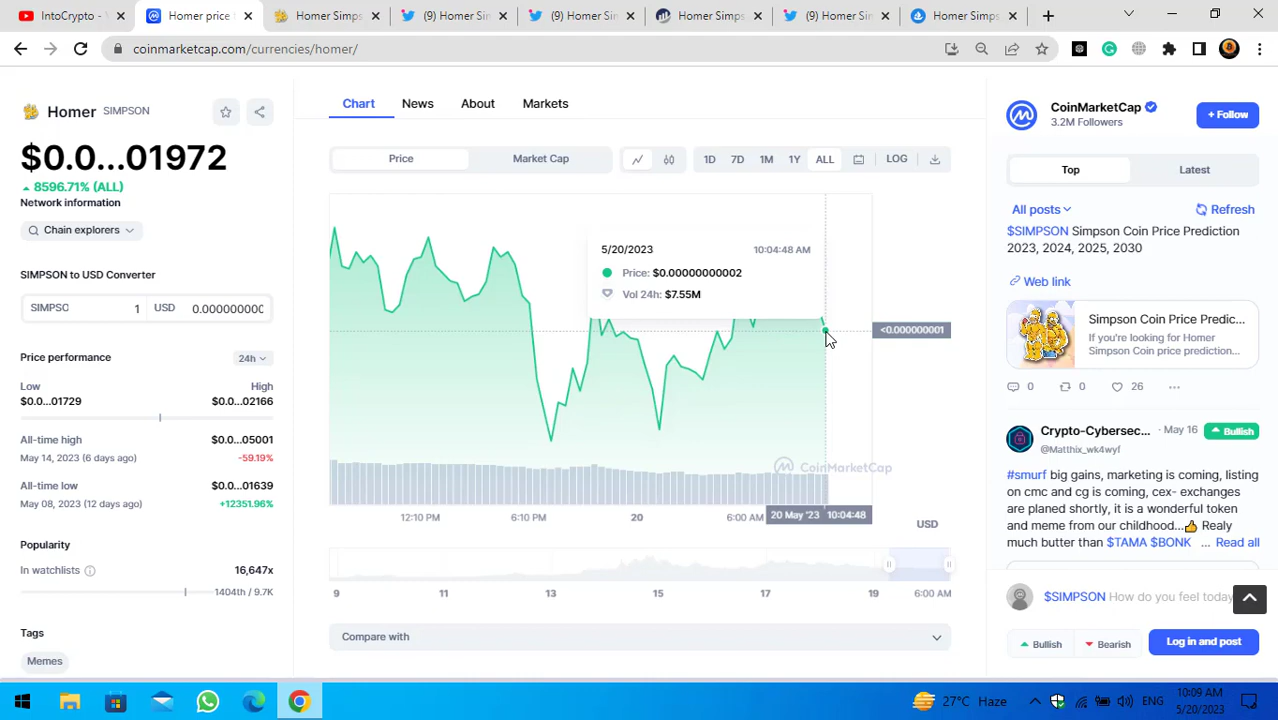 IntoCrypto -
Homer price
Homer Simps
(9) Homer Sim
(9) Homer Sim
Homer Simps
(9) Homer Sim
Homer Simps
coinmarketcap.com/currencies/homer/
Homer SIMPSON
$0.0...01972
8596.71% (ALL)
Network information
Chain explorers
SIMPSON to USD Converter
SIMPSO 1 USD 0.000000000
Price performance 24h
Low High
$0.0...01729 $0.0...02166
All-time high $0.0...05001
May 14, 2023 (6 days ago) -59.19%
All-time low $0.0...01639
May 08, 2023 (12 days ago) +12351.96%
Popularity
In watchlists 16,647x
1404th / 9.7K
Tags
Memes
Chart News About Markets
Price Market Cap 1D 7D 1M 1Y ALL LOG
5/20/2023 10:04:48 AM
Price: $0.00000000002
Vol 24h: $7.55M
<0.000000001
CoinMarketCap
12:10 PM 6:10 PM 20 6:00 AM 20 May '23 10:04:48
USD
9 11 13 15 17 19 6:00 AM
Compare with
CoinMarketCap
3.2M Followers
+ Follow
Top Latest
All posts Refresh
$SIMPSON Simpson Coin Price Prediction
2023, 2024, 2025, 2030
Web link
Simpson Coin Price Predic...
If you're looking for Homer
Simpson Coin price prediction...
0 0 26
Crypto-Cybersec... · May 16 Bullish
@Matthix_wk4wyf
#smurf big gains, marketing is coming, listing
on cmc and cg is coming, cex- exchanges
are planed shortly, it is a wonderful token
and meme from our childhood...👍 Realy
much butter than $TAMA $BONK ... Read all
$SIMPSON How do you feel today
Bullish Bearish Log in and post
27°C Haze ENG
10:09 AM
5/20/2023